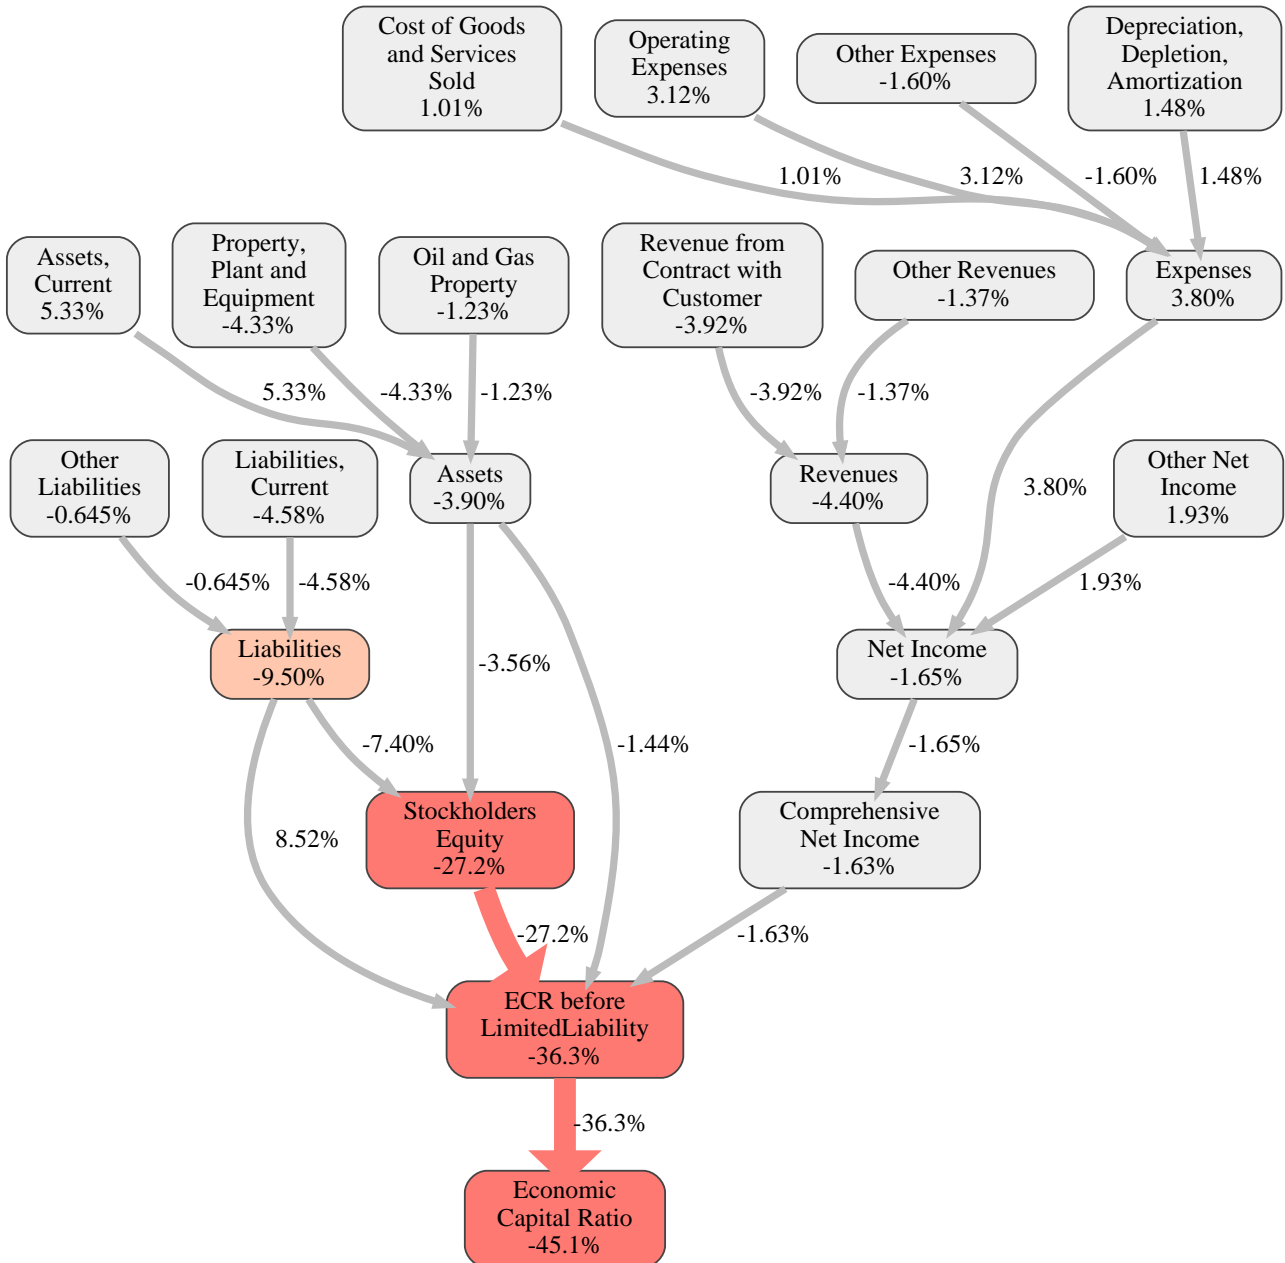 Cost of Goods
and Services
Sold
1.01%
Operating
Expenses
3.12%
Other Expenses
-1.60%
Depreciation,
Depletion,
Amortization
1.48%
1.01%
3.12%
-1.60%
1.48%
Assets,
Current
5.33%
Property,
Plant and
Equipment
-4.33%
Oil and Gas
Property
-1.23%
Revenue from
Contract with
Customer
-3.92%
Other Revenues
-1.37%
Expenses
3.80%
5.33%
-4.33%
-1.23%
-3.92%
-1.37%
3.80%
Other
Liabilities
-0.645%
Liabilities,
Current
-4.58%
Assets
-3.90%
Revenues
-4.40%
Other Net
Income
1.93%
-0.645%
-4.58%
-3.56%
-1.44%
-4.40%
1.93%
Liabilities
-9.50%
Net Income
-1.65%
8.52%
-7.40%
-1.65%
Stockholders
Equity
-27.2%
Comprehensive
Net Income
-1.63%
-27.2%
-1.63%
ECR before
LimitedLiability
-36.3%
-36.3%
Economic
Capital Ratio
-45.1%